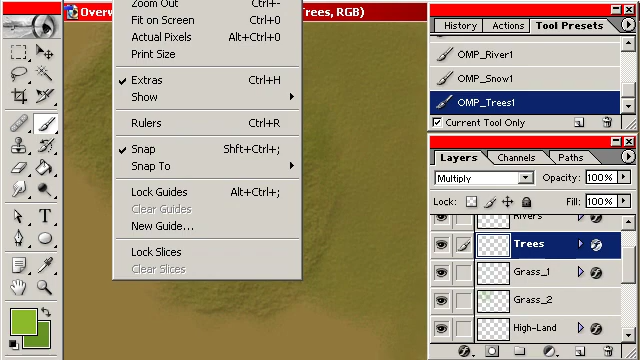 Zoom Out Ctrl+-
Overw Trees, RGB)
Fit on Screen Ctrl+0
Actual Pixels Alt+Ctrl+0
Print Size
Extras Ctrl+H
Show
Rulers Ctrl+R
Snap Shft+Ctrl+;
Snap To
Lock Guides Alt+Ctrl+;
Clear Guides
New Guide...
Lock Slices
Clear Slices
History Actions Tool Presets
OMP_River1
OMP_Snow1
OMP_Trees1
Current Tool Only
Layers Channels Paths
Multiply Opacity: 100%
Lock: Fill: 100%
Rivers
Trees
Grass_1
Grass_2
High-Land
T